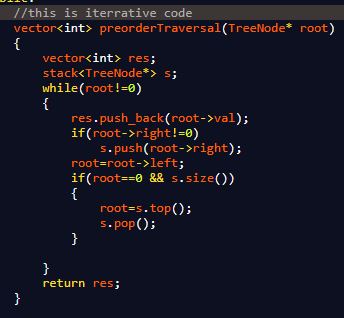 //this is iterrative code
vector<int> preorderTraversal(TreeNode* root)
{
vector<int> res;
stack<TreeNode*> s;
while(root!=0)
{
res.push_back(root->val);
if(root->right!=0)
s.push(root->right);
root=root->left;
if(root==0 && s.size())
{
root=s.top();
s.pop();
}
}
return res;
}